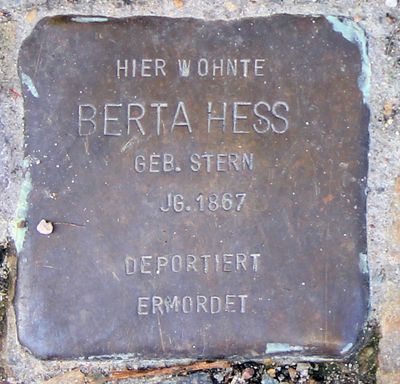 HIER WOHNTE
BERTA HESS
GEB. STERN
JG. 1867
DEPORTIERT
ERMORDET